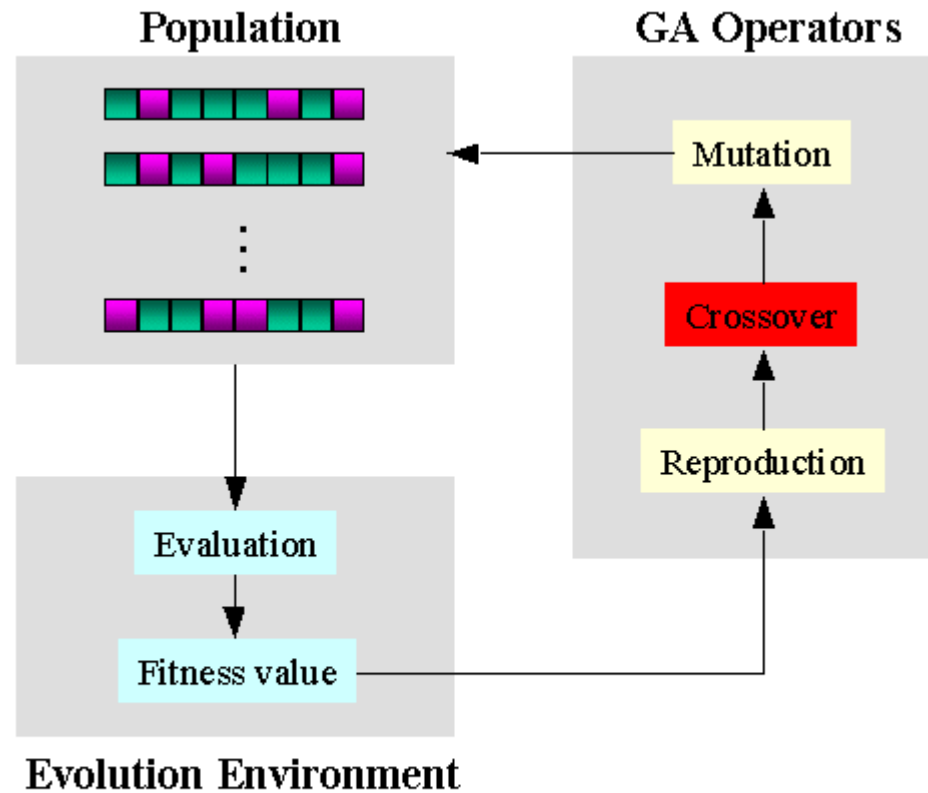 Population
GA Operators
Mutation
Crossover
Reproduction
Evaluation
Fitness value
Evolution Environment